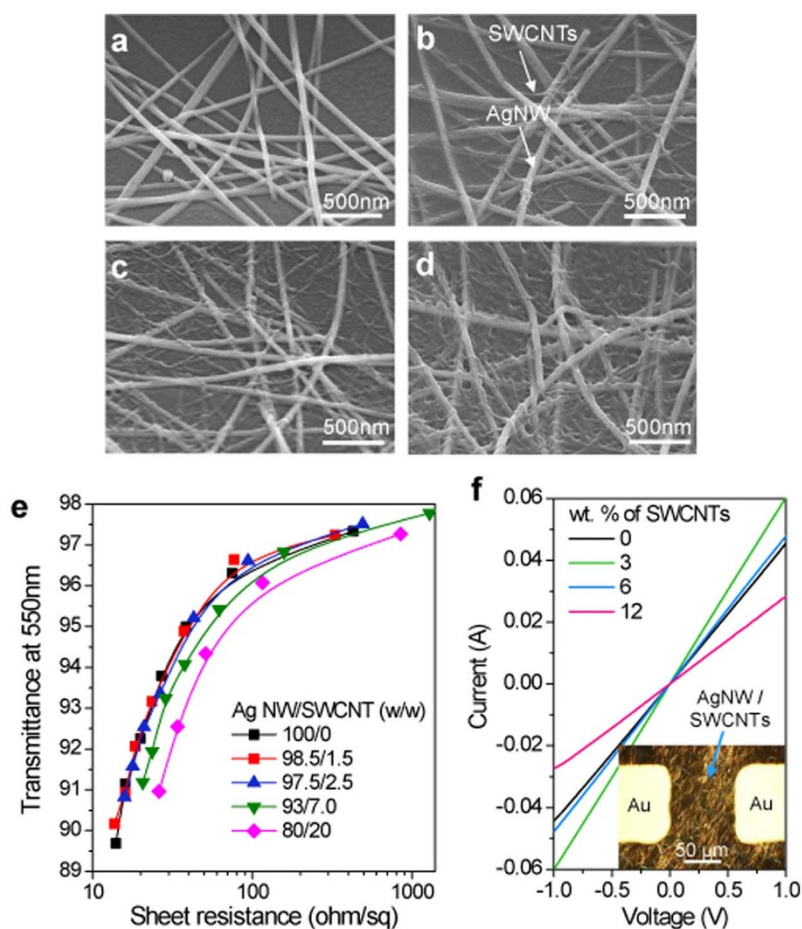 a
500nm
b
SWCNTs
AgNW
500nm
c
500nm
d
500nm
e
98
97
96
95
94
93
92
91
90
89
Transmittance at 550nm
Ag NW/SWCNT (w/w)
100/0
98.5/1.5
97.5/2.5
93/7.0
80/20
10
100
1000
Sheet resistance (ohm/sq)
f
0.06
0.04
0.02
0.00
-0.02
-0.04
-0.06
Current (A)
wt. % of SWCNTs
0
3
6
12
AgNW /
SWCNTs
Au
Au
50 μm
-1.0
-0.5
0.0
0.5
1.0
Voltage (V)